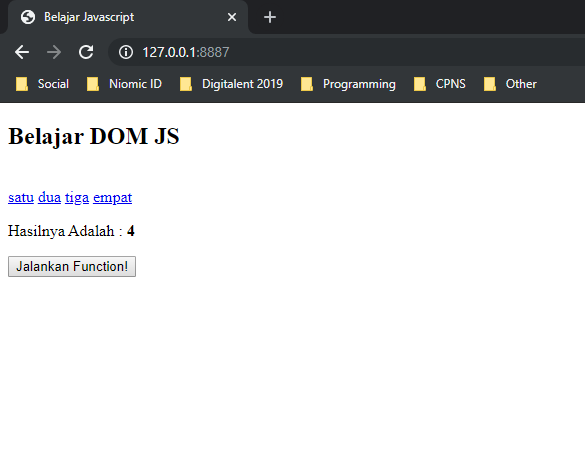 Belajar Javascript
127.0.0.1:8887
Social Niomic ID Digitalent 2019 Programming CPNS Other
Belajar DOM JS
satu dua tiga empat
Hasilnya Adalah : 4
Jalankan Function!